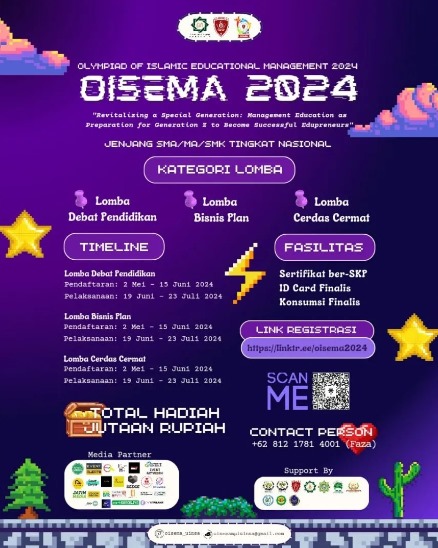 OLYMPIAD OF ISLAMIC EDUCATIONAL MANAGEMENT 2024
OISEMA 2024
"Revitalizing a Special Generation: Management Education as
Preparation for Generation Z to Become Successful Edupreneurs"
JENJANG SMA/MA/SMK TINGKAT NASIONAL
KATEGORI LOMBA
Lomba
Debat Pendidikan
Lomba
Bisnis Plan
Lomba
Cerdas Cermat
TIMELINE
Lomba Debat Pendidikan
Pendaftaran: 2 Mei - 15 Juni 2024
Pelaksanaan: 19 Juni - 23 Juli 2024
Lomba Bisnis Plan
Pendaftaran: 2 Mei - 15 Juni 2024
Pelaksanaan: 19 Juni - 23 Juli 2024
Lomba Cerdas Cermat
Pendaftaran: 2 Mei - 15 Juni 2024
Pelaksanaan: 19 Juni - 23 Juli 2024
FASILITAS
Sertifikat ber-SKP
ID Card Finalis
Konsumsi Finalis
LINK REGISTRASI
https://linktr.ee/oisema2024
SCAN
ME
TOTAL HADIAH
JUTAAN RUPIAH
CONTACT PERSON
+62 812 1781 4001 (Faza)
Media Partner
Support By